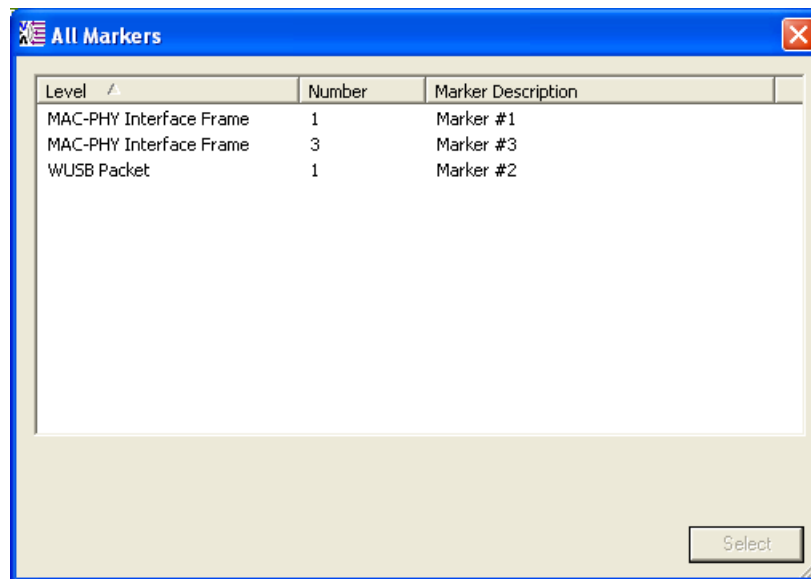 All Markers
Level Number Marker Description
MAC-PHY Interface Frame 1 Marker #1
MAC-PHY Interface Frame 3 Marker #3
WUSB Packet 1 Marker #2
Select